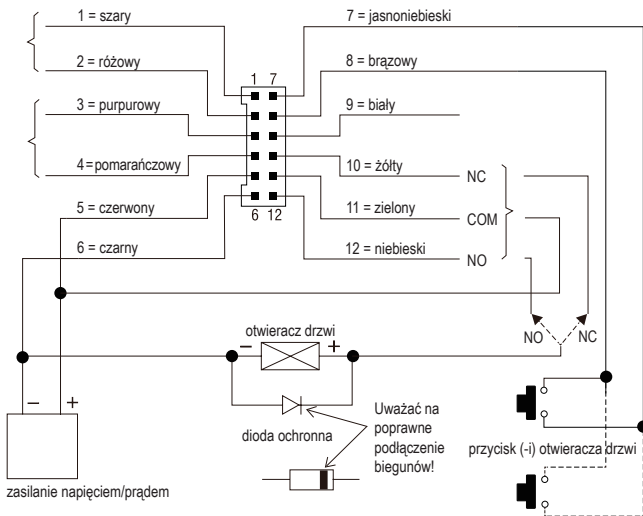 1 = szary
2 = różowy
3 = purpurowy
4 = pomarańczowy
5 = czerwony
6 = czarny
1 7
6 12
7 = jasnoniebieski
8 = brązowy
9 = biały
10 = żółty
11 = zielony
12 = niebieski
NC
COM
NO
NO
NC
otwieracz drzwi
– +
dioda ochronna
Uważać na
poprawne
podłączenie
biegunów!
przycisk (-i) otwieracza drzwi
– +
zasilanie napięciem/prądem